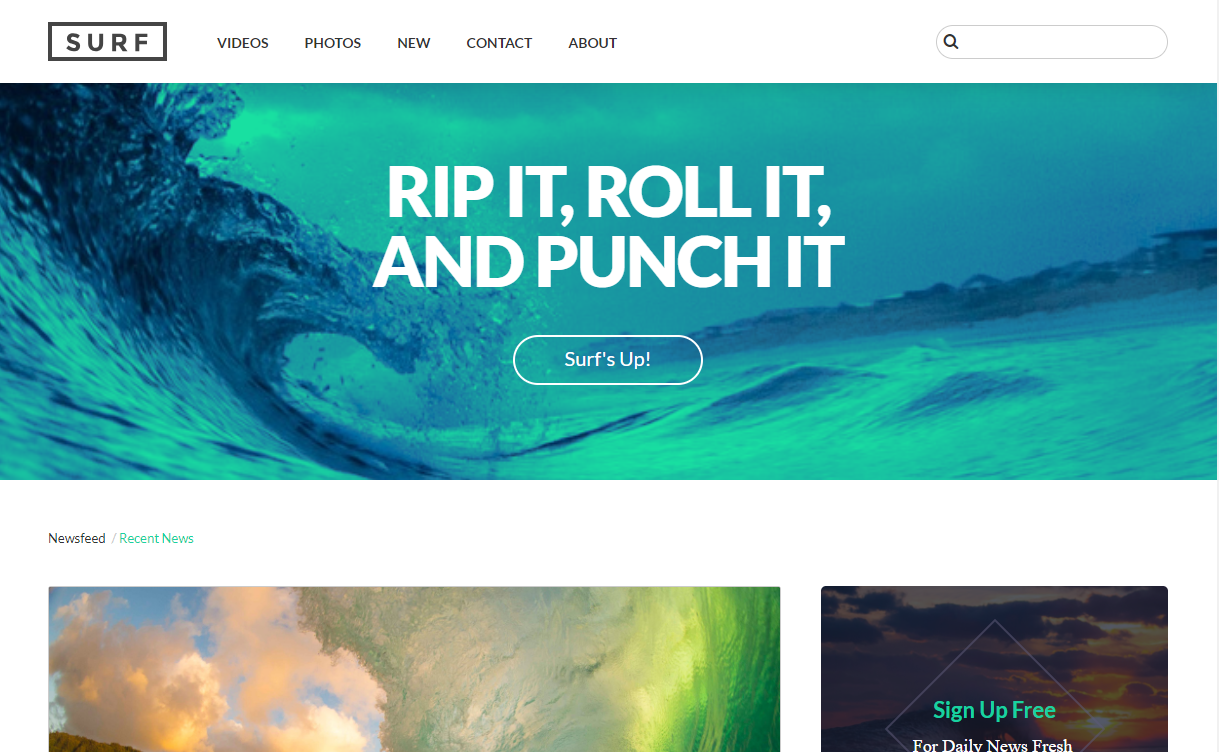 SURF
VIDEOS
PHOTOS
NEW
CONTACT
ABOUT
RIP IT, ROLL IT,
AND PUNCH IT
Surf's Up!
Newsfeed / Recent News
Sign Up Free
For Daily News Fresh